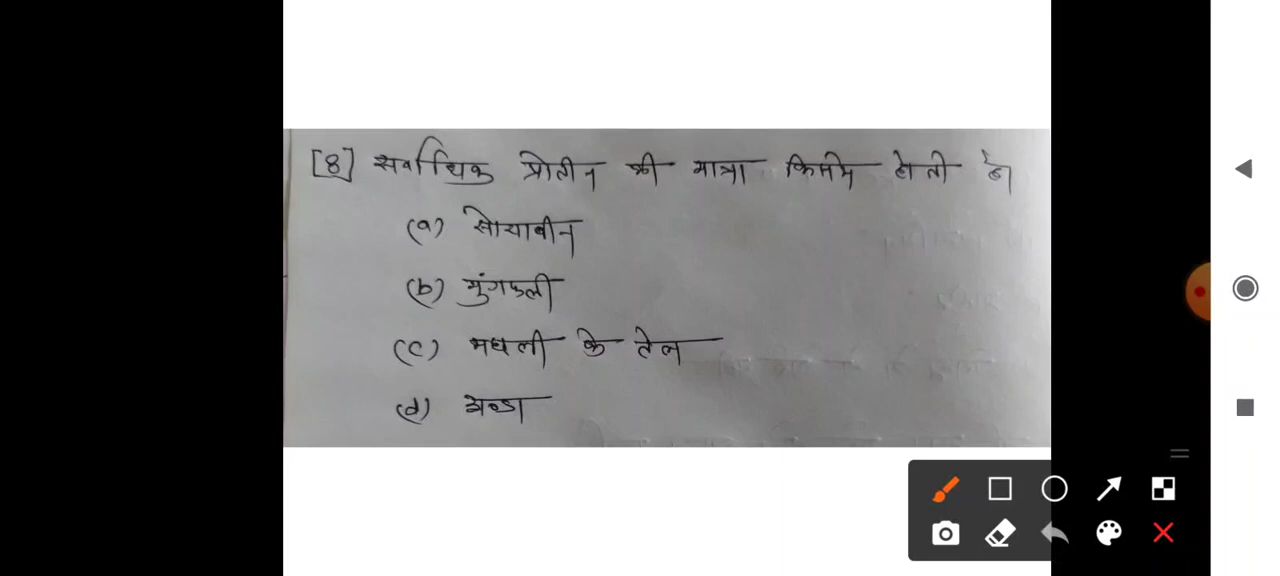 [8] सर्वाधिक प्रोटीन की मात्रा किसमे होती है
(a) सोयाबीन
(b) मुंगफली
(c) मछली के तेल
(d) अण्डा